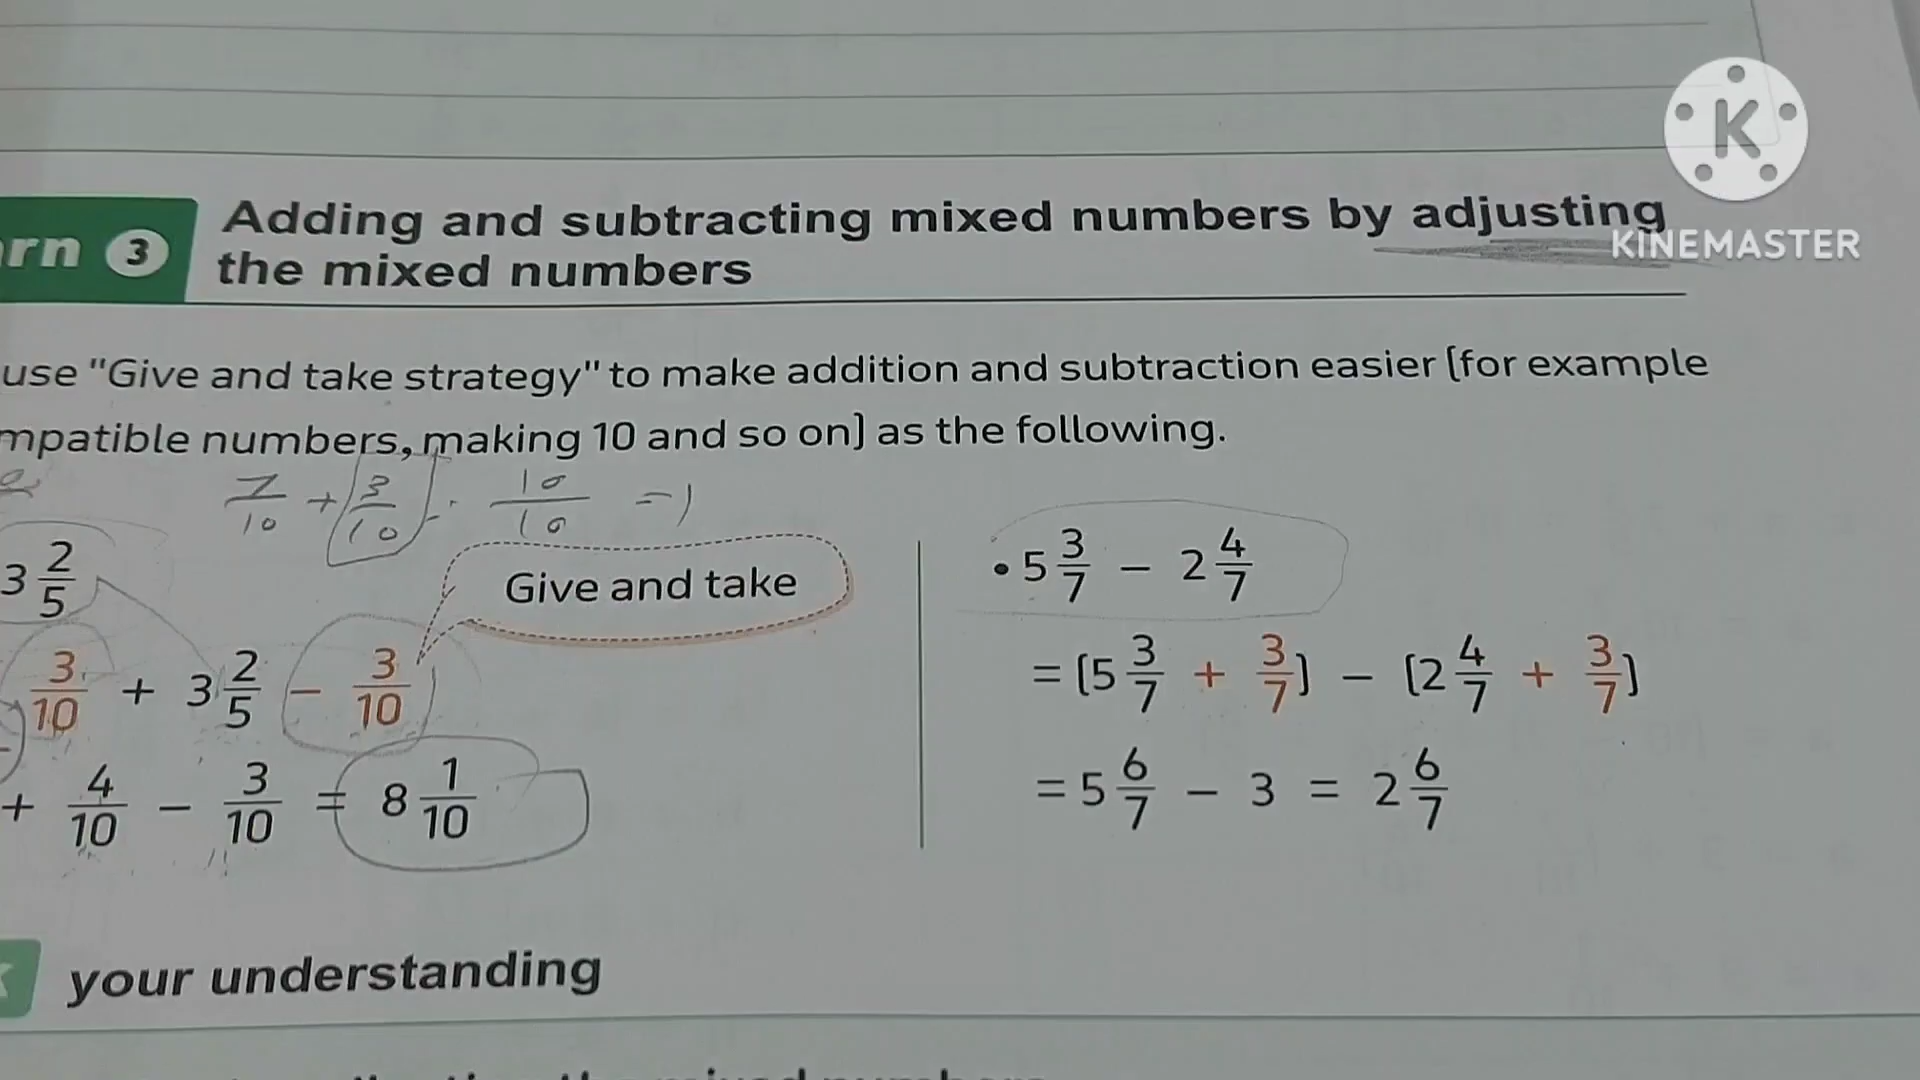 K
KINEMASTER
rn 3
Adding and subtracting mixed numbers by adjusting
the mixed numbers
use "Give and take strategy" to make addition and subtraction easier (for example
mpatible numbers, making 10 and so on) as the following.
7/10 + 3/10 = 10/10 = 1
3 2/5
Give and take
3/10 + 3 2/5 - 3/10
+ 4/10 - 3/10 = 8 1/10
• 5 3/7 - 2 4/7
= (5 3/7 + 3/7) - (2 4/7 + 3/7)
= 5 6/7 - 3 = 2 6/7
k your understanding
the mixed numbers